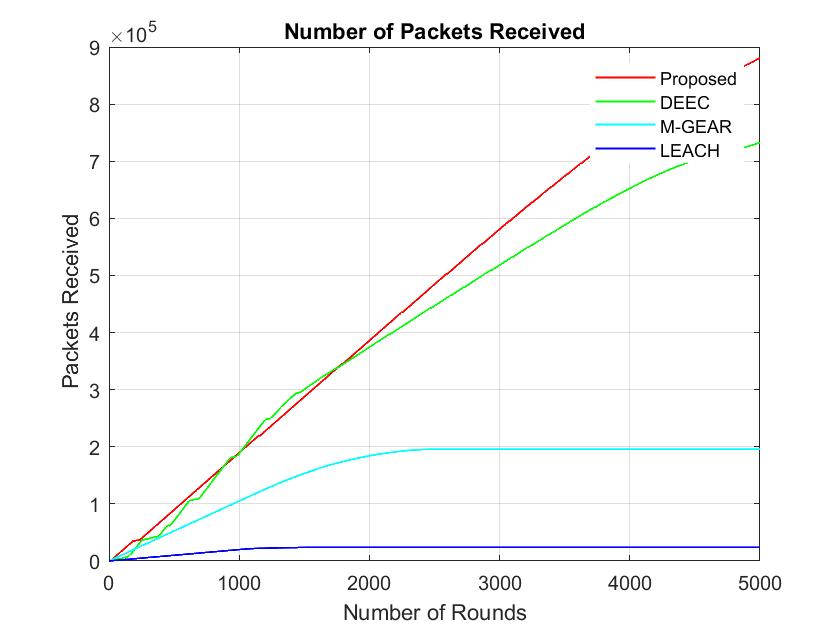 Number of Packets Received
×10^5
9
8
7
6
5
4
3
2
1
0
Packets Received
Proposed
DEEC
M-GEAR
LEACH
0 1000 2000 3000 4000 5000
Number of Rounds